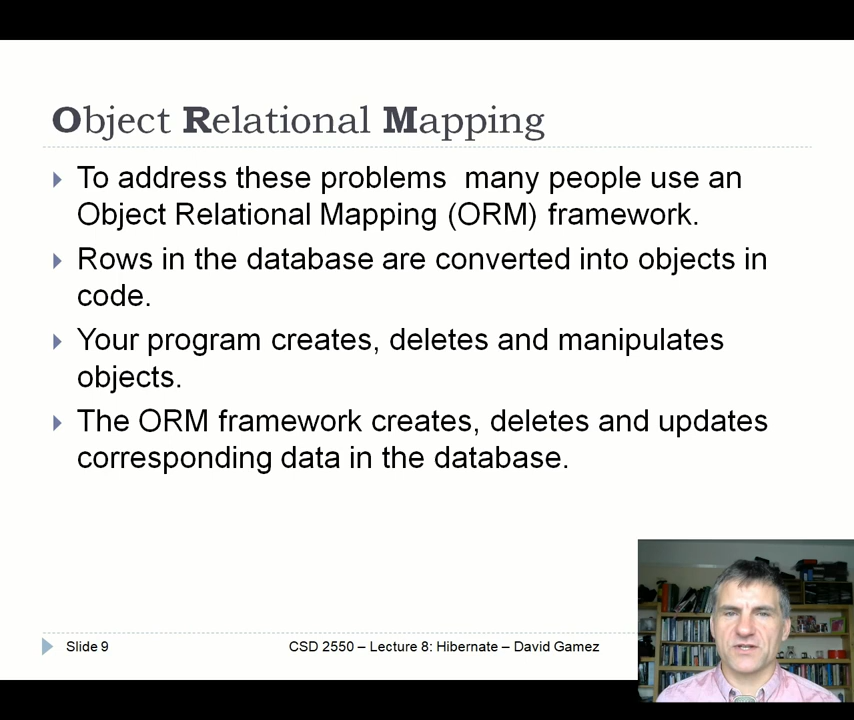 Object Relational Mapping
To address these problems  many people use an
Object Relational Mapping (ORM) framework.
Rows in the database are converted into objects in
code.
Your program creates, deletes and manipulates
objects.
The ORM framework creates, deletes and updates
corresponding data in the database.
Slide 9
CSD 2550 – Lecture 8: Hibernate – David Gamez